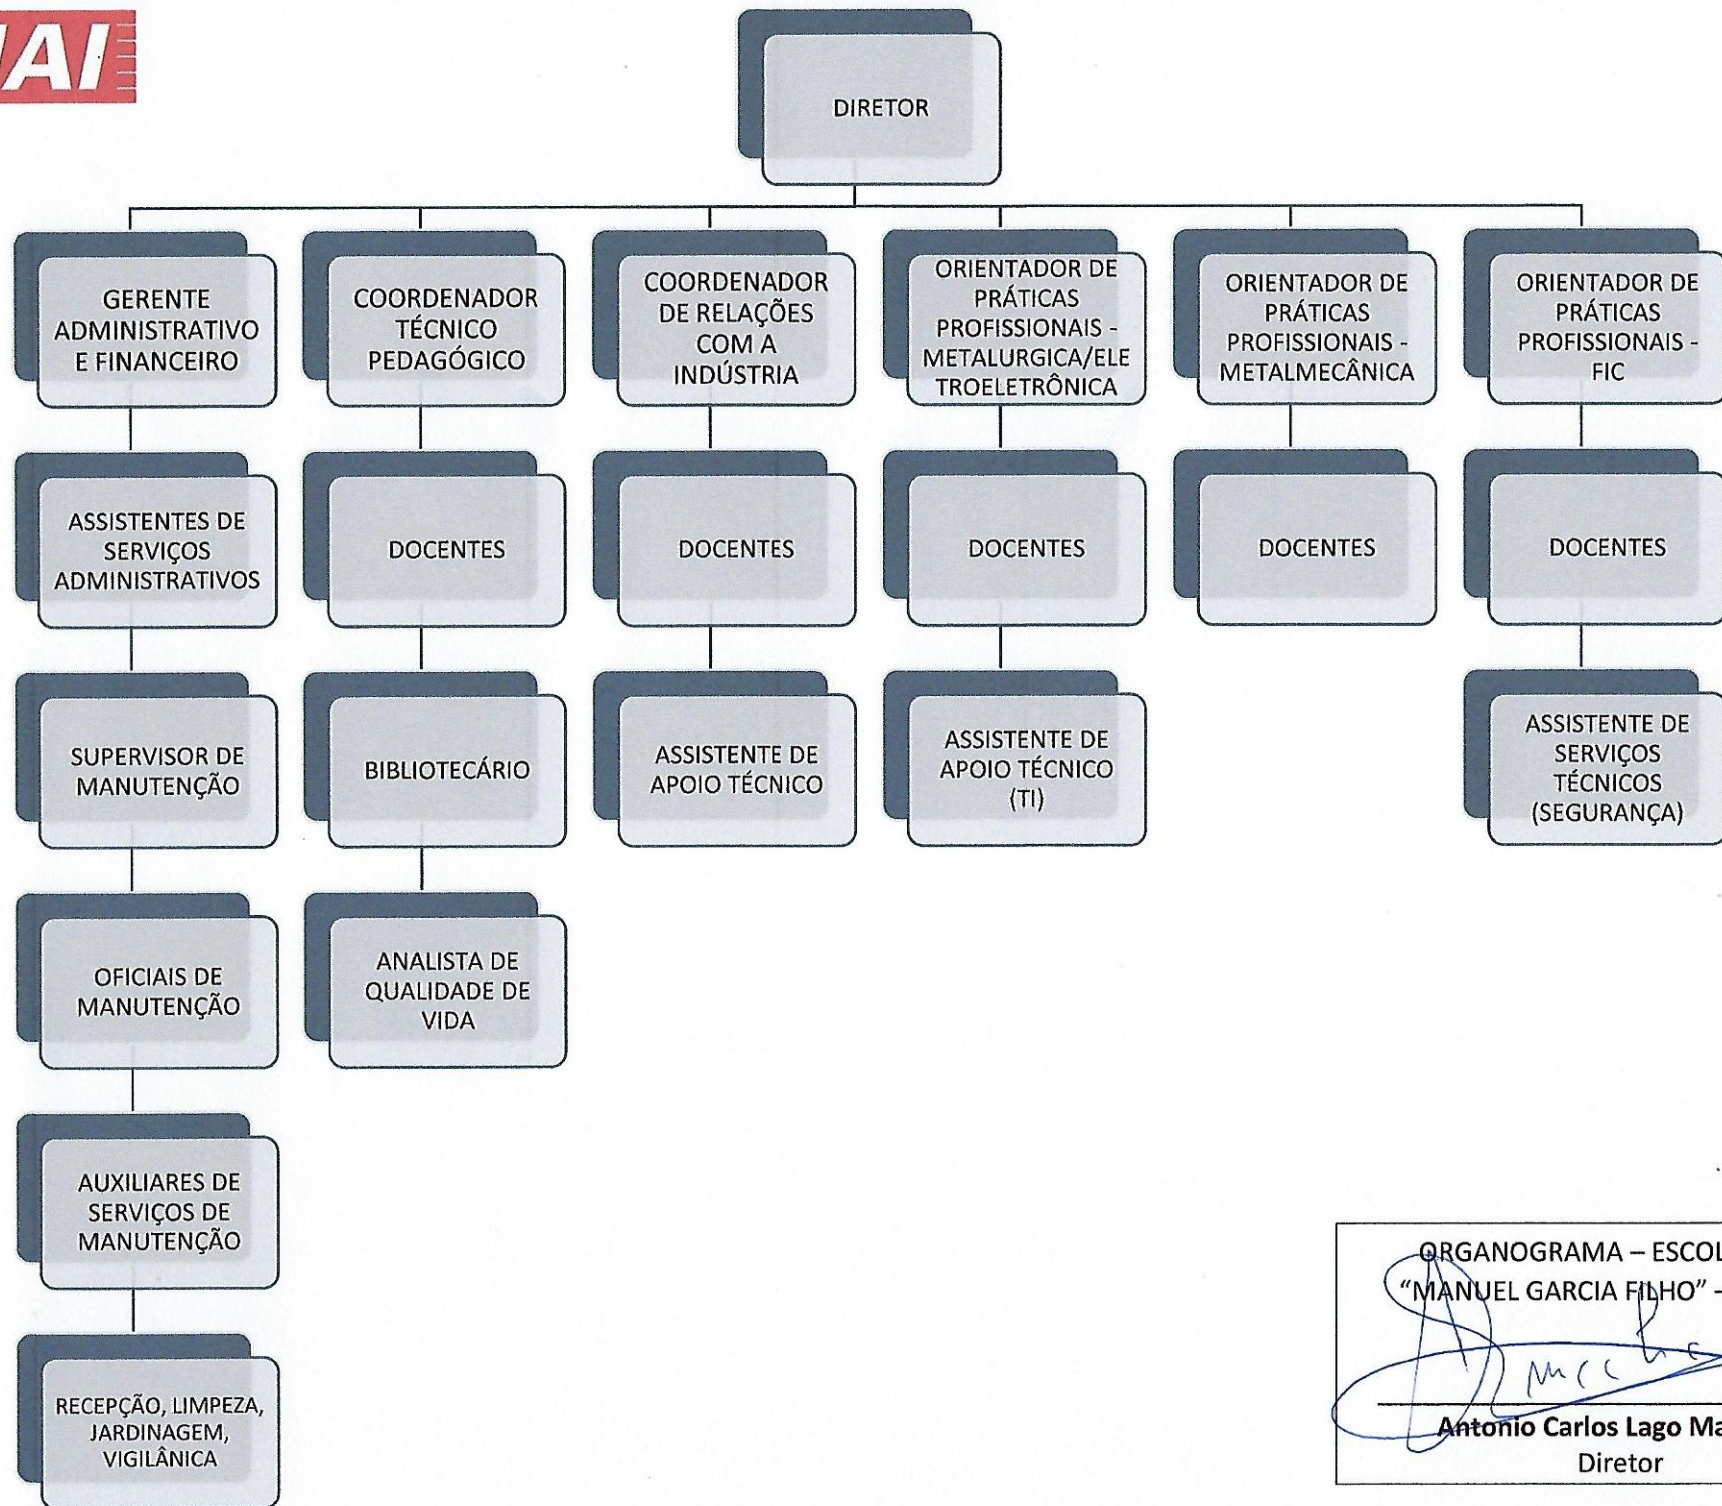 NAI
DIRETOR
GERENTE
ADMINISTRATIVO
E FINANCEIRO
COORDENADOR
TÉCNICO
PEDAGÓGICO
COORDENADOR
DE RELAÇÕES
COM A
INDÚSTRIA
ORIENTADOR DE
PRÁTICAS
PROFISSIONAIS -
METALURGICA/ELE
TROELETRÔNICA
ORIENTADOR DE
PRÁTICAS
PROFISSIONAIS -
METALMECÂNICA
ORIENTADOR DE
PRÁTICAS
PROFISSIONAIS -
FIC
ASSISTENTES DE
SERVIÇOS
ADMINISTRATIVOS
DOCENTES
DOCENTES
DOCENTES
DOCENTES
DOCENTES
SUPERVISOR DE
MANUTENÇÃO
BIBLIOTECÁRIO
ASSISTENTE DE
APOIO TÉCNICO
ASSISTENTE DE
APOIO TÉCNICO
(TI)
ASSISTENTE DE
SERVIÇOS
TÉCNICOS
(SEGURANÇA)
OFICIAIS DE
MANUTENÇÃO
ANALISTA DE
QUALIDADE DE
VIDA
AUXILIARES DE
SERVIÇOS DE
MANUTENÇÃO
RECEPÇÃO, LIMPEZA,
JARDINAGEM,
VIGILÂNICA
ORGANOGRAMA – ESCOL
“MANUEL GARCIA FILHO” -
Antonio Carlos Lago Ma
Diretor